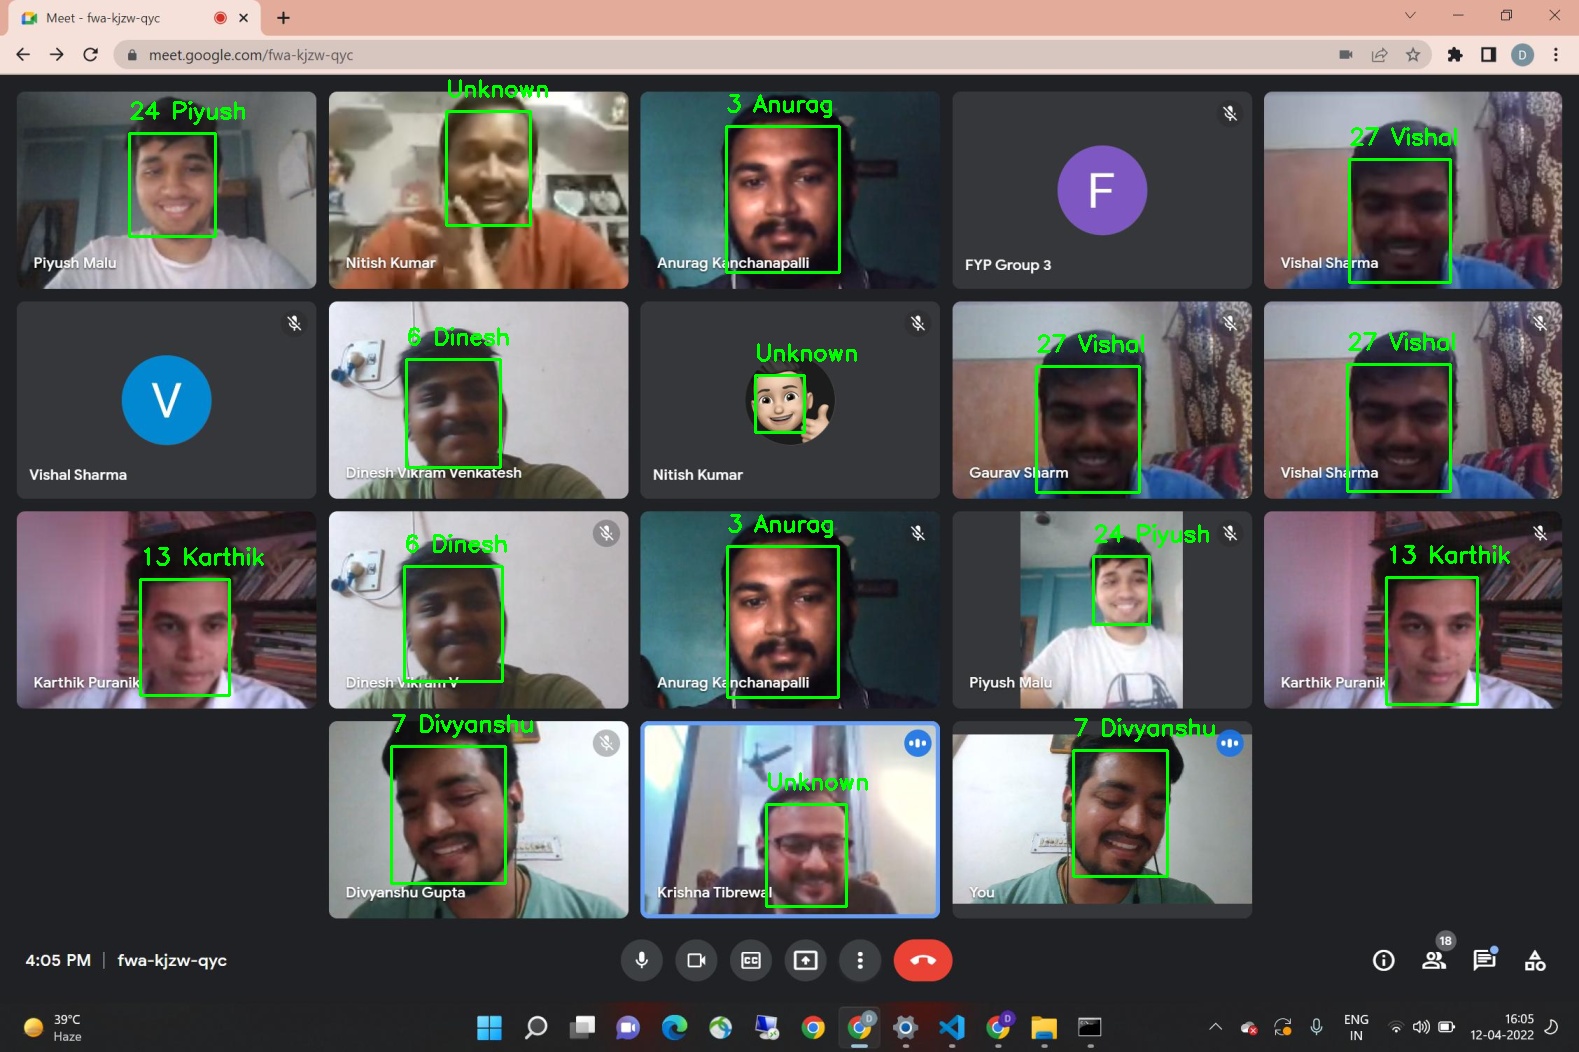 Meet - fwa-kjzw-qyc
meet.google.com/fwa-kjzw-qyc
D
24 Piyush
Piyush Malu
Unknown
Nitish Kumar
3 Anurag
Anurag Kanchanapalli
F
FYP Group 3
27 Vishal
Vishal Sharma
V
Vishal Sharma
6 Dinesh
Dinesh Vikram Venkatesh
Unknown
Nitish Kumar
27 Vishal
Gaurav Sharm
27 Vishal
Vishal Sharma
13 Karthik
Karthik Puranik
6 Dinesh
Dinesh Vikram V
3 Anurag
Anurag Kanchanapalli
24 Piyush
Piyush Malu
13 Karthik
Karthik Puranik
7 Divyanshu
Divyanshu Gupta
Unknown
Krishna Tibrewal
7 Divyanshu
You
4:05 PM | fwa-kjzw-qyc
CC
18
39°C
Haze
D
D
ENG
IN
16:05
12-04-2022